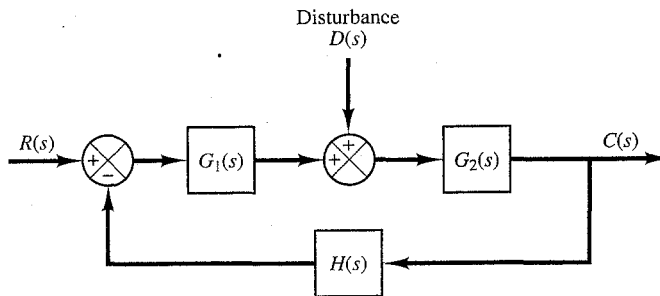 Disturbance
D(s)
R(s)
+
−
G₁(s)
+
+
G₂(s)
C(s)
H(s)